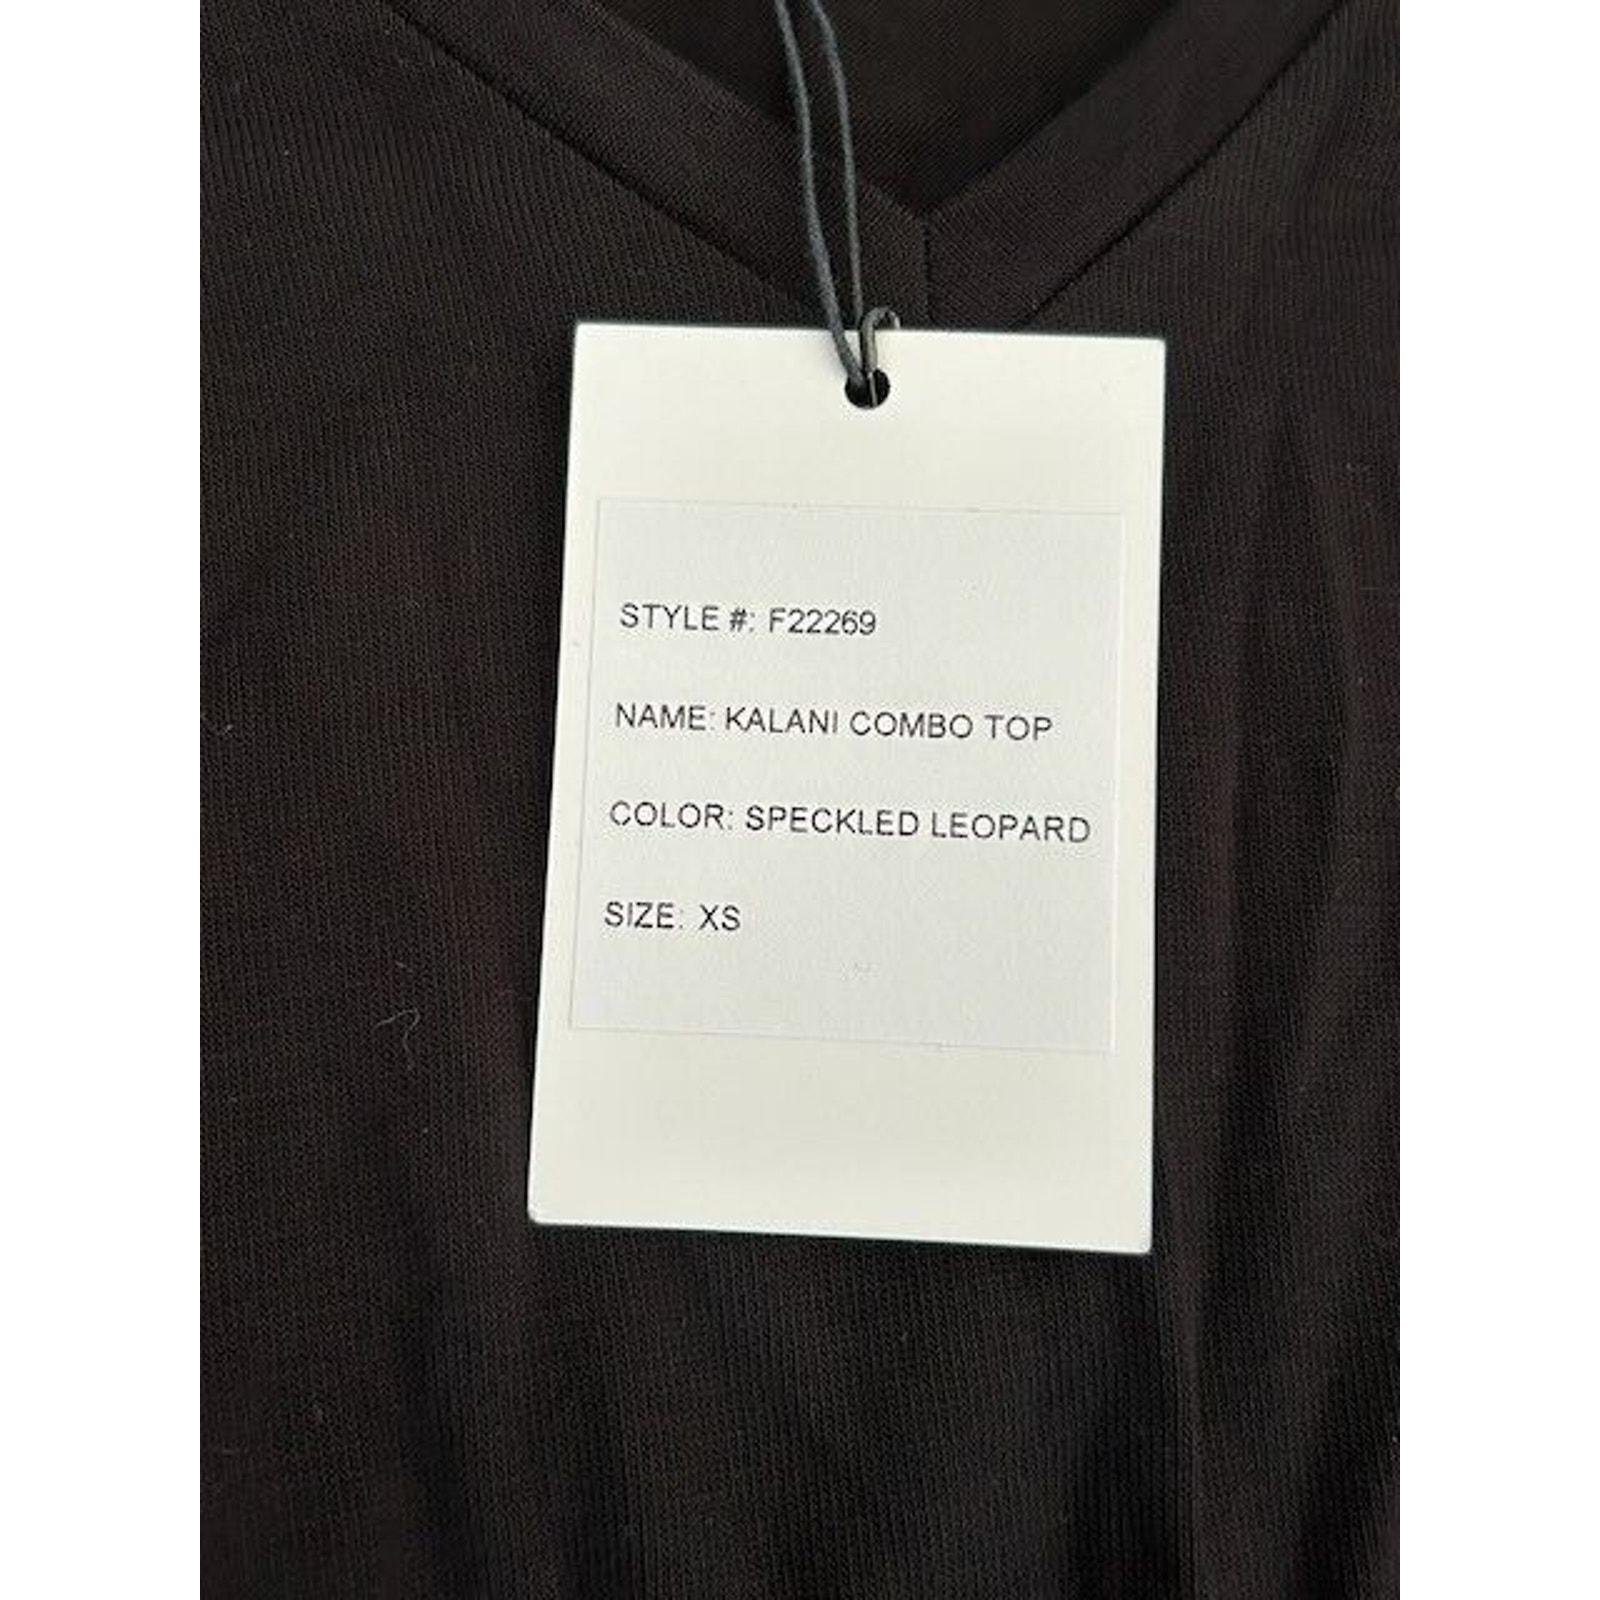 STYLE #: F22269
NAME: KALANI COMBO TOP
COLOR: SPECKLED LEOPARD
SIZE: XS